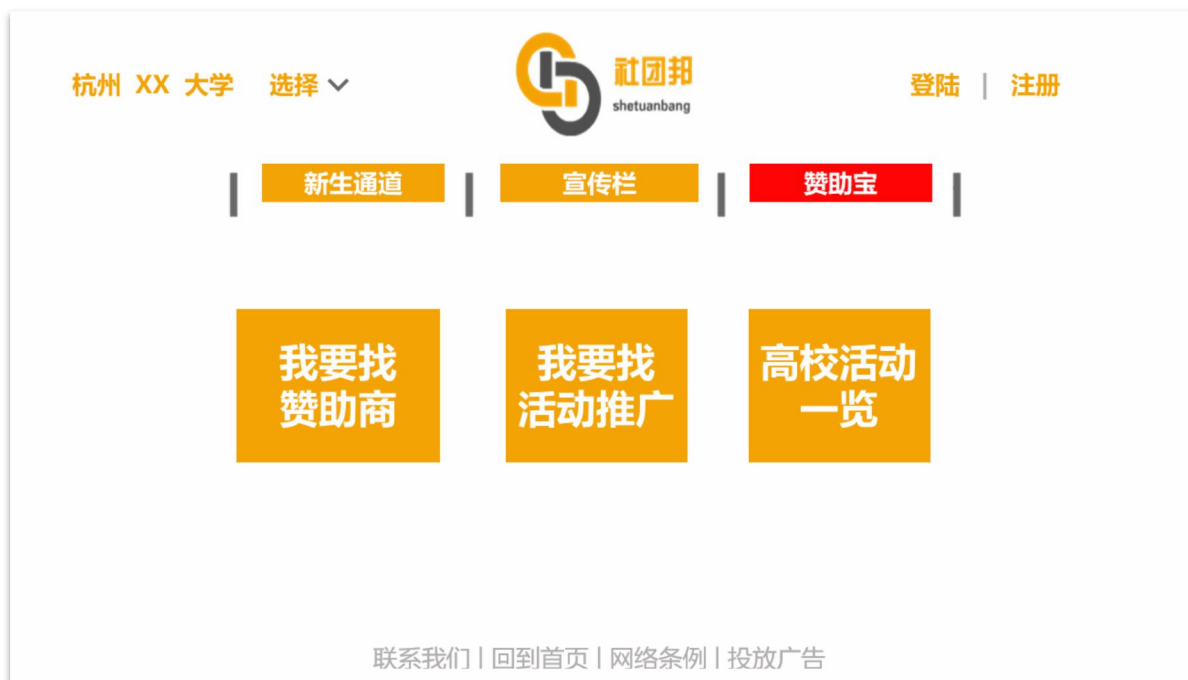 杭州 XX 大学 选择
社团邦
shetuanbang
登陆 | 注册
新生通道
宣传栏
赞助宝
我要找
赞助商
我要找
活动推广
高校活动
一览
联系我们 | 回到首页 | 网络条例 | 投放广告